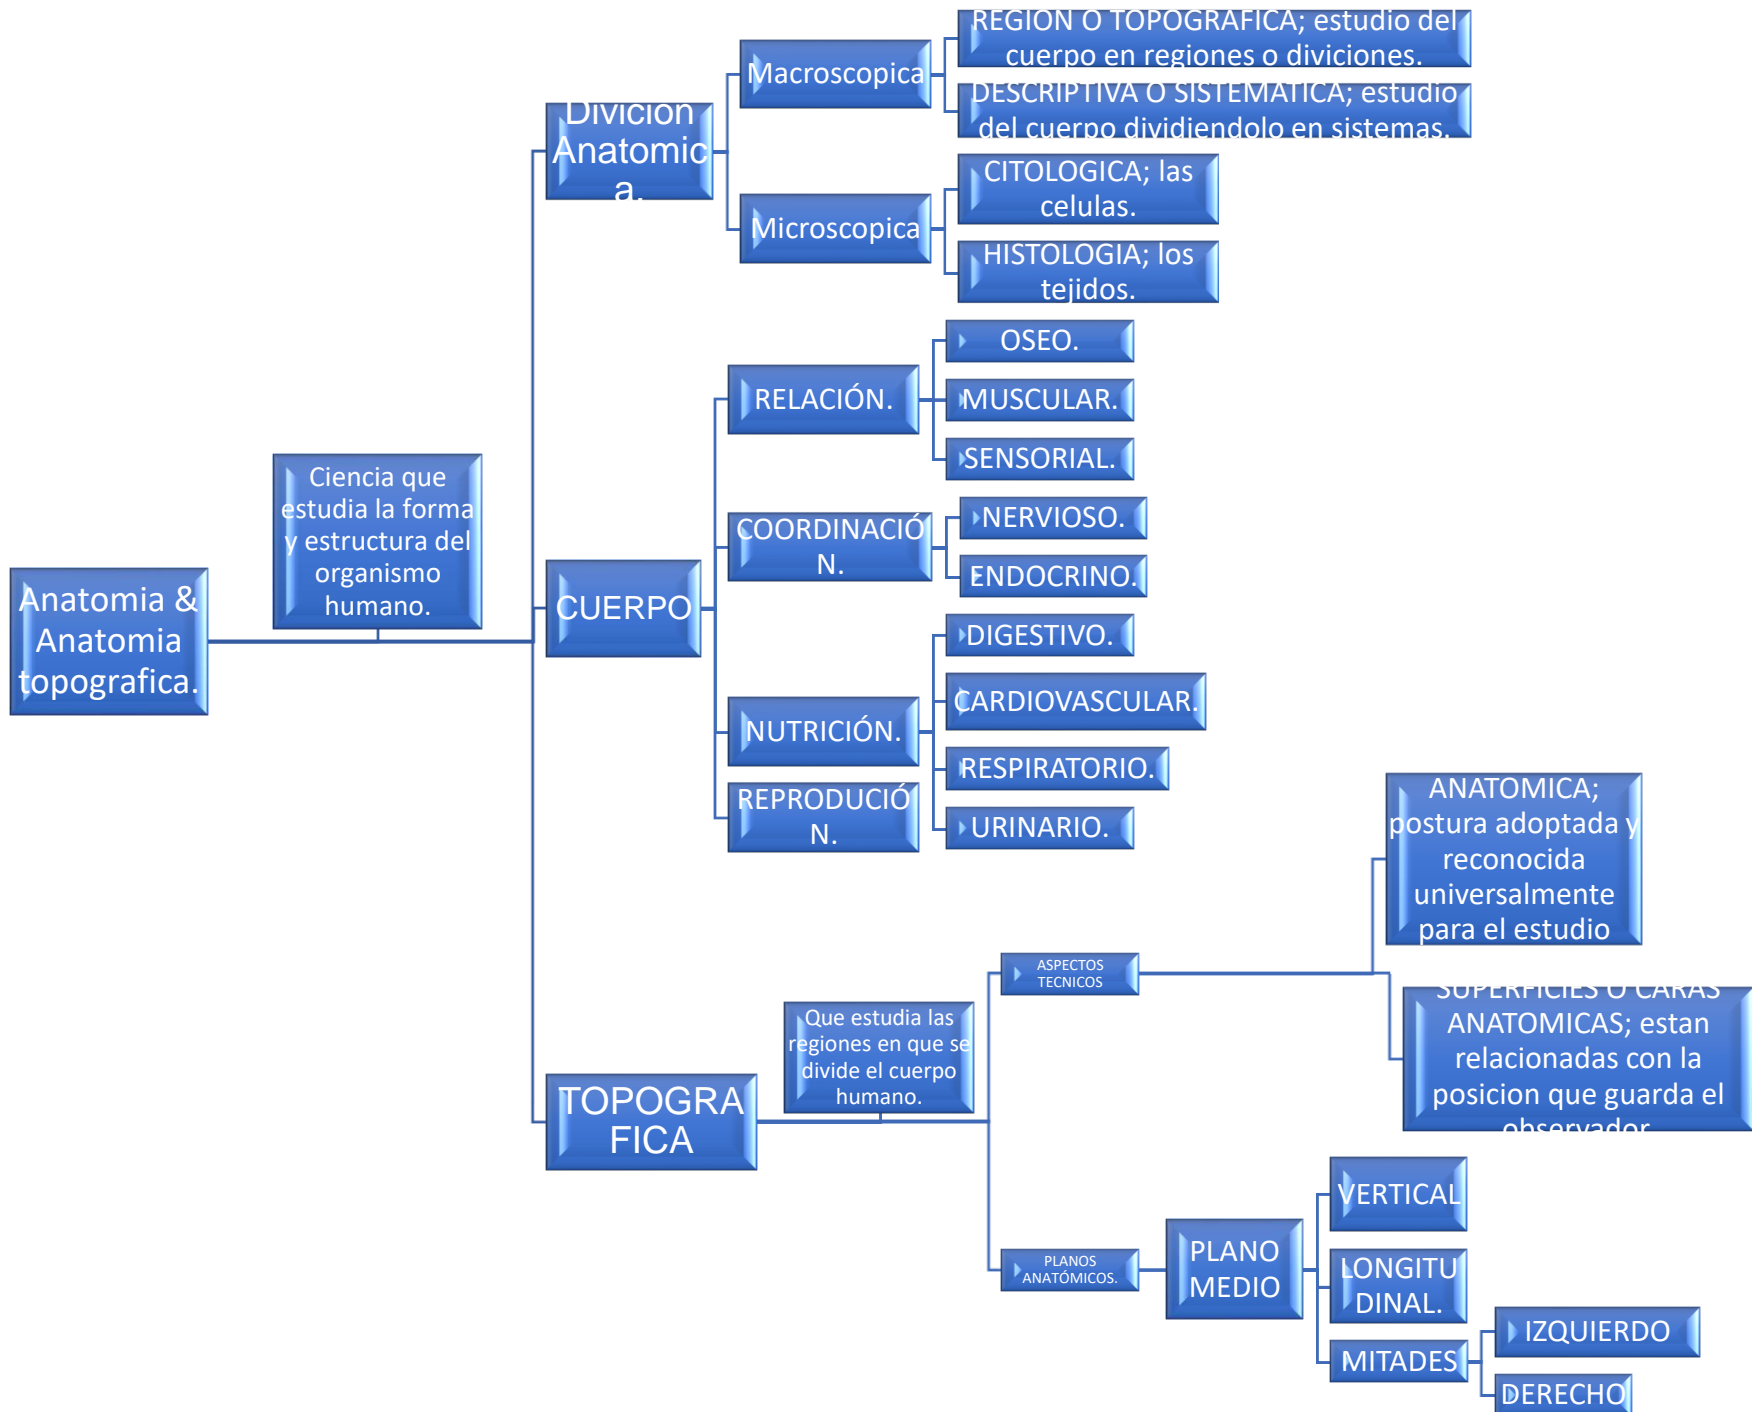 Anatomia &
Anatomia
topografica.
Ciencia que
estudia la forma
y estructura del
organismo
humano.
Divicion
Anatomic
a.
Macroscopica
REGION O TOPOGRAFICA; estudio del
cuerpo en regiones o diviciones.
DESCRIPTIVA O SISTEMATICA; estudio
del cuerpo dividiendolo en sistemas.
Microscopica
CITOLOGICA; las
celulas.
HISTOLOGIA; los
tejidos.
CUERPO
RELACIÓN.
OSEO.
MUSCULAR.
SENSORIAL.
COORDINACIÓ
N.
NERVIOSO.
ENDOCRINO.
NUTRICIÓN.
DIGESTIVO.
CARDIOVASCULAR.
RESPIRATORIO.
URINARIO.
REPRODUCIÓ
N.
TOPOGRA
FICA
Que estudia las
regiones en que se
divide el cuerpo
humano.
ASPECTOS
TECNICOS
ANATOMICA;
postura adoptada y
reconocida
universalmente
para el estudio
SUPERFICIES O CARAS
ANATOMICAS; estan
relacionadas con la
posicion que guarda el
observador
PLANOS
ANATÓMICOS.
PLANO
MEDIO
VERTICAL
LONGITU
DINAL.
MITADES
IZQUIERDO
DERECHO